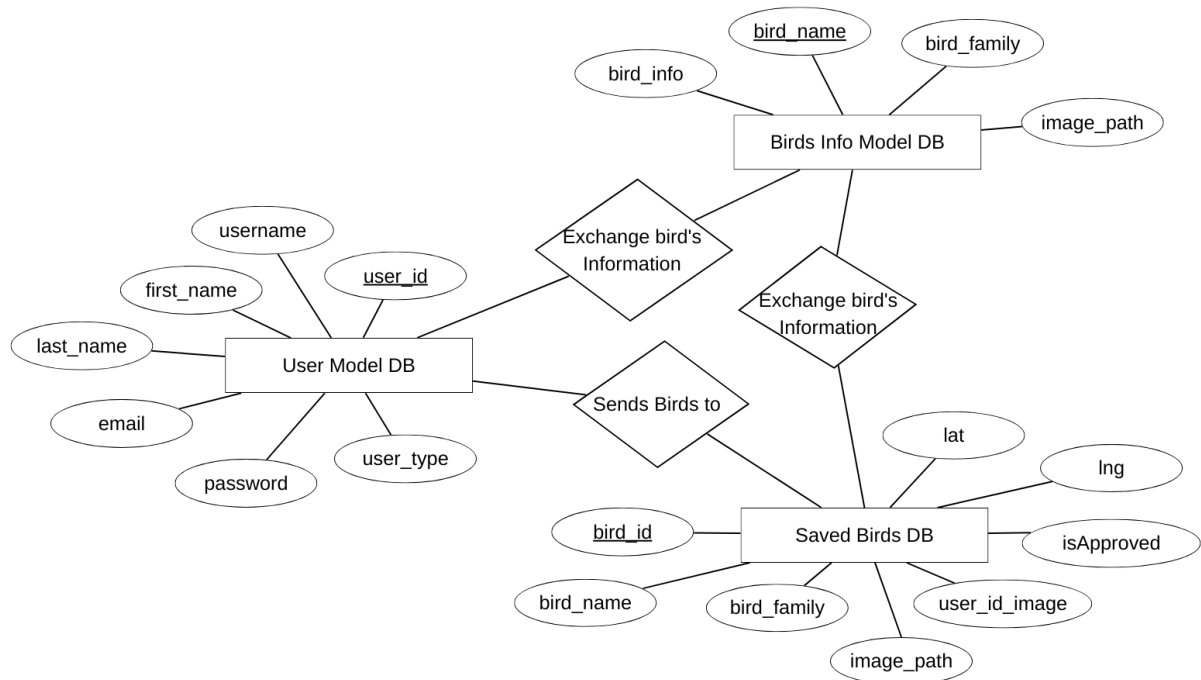 bird_name
bird_family
bird_info
image_path
Birds Info Model DB
username
Exchange bird's
Information
user_id
first_name
Exchange bird's
Information
last_name
User Model DB
Sends Birds to
email
user_type
password
lat
lng
bird_id
Saved Birds DB
isApproved
bird_name
bird_family
user_id_image
image_path